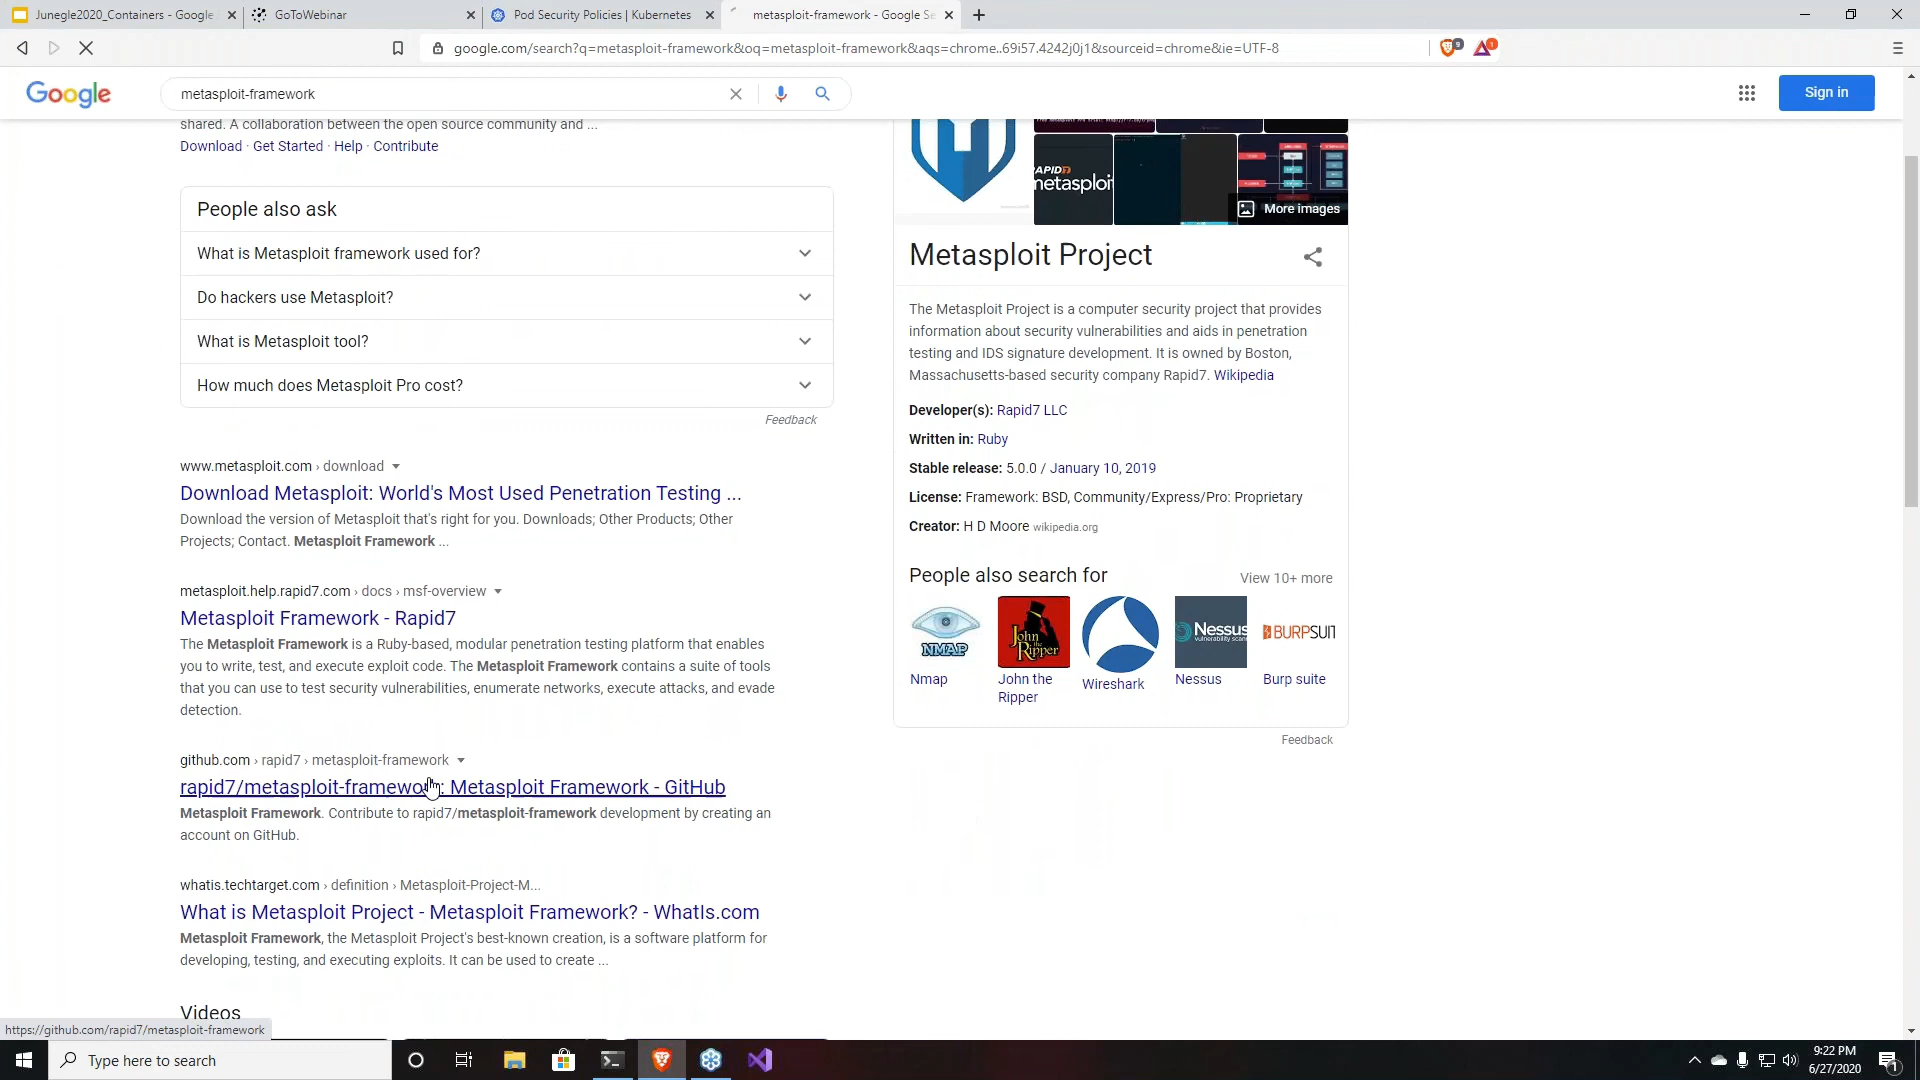 Junegle2020_Containers - Google
GoToWebinar
Pod Security Policies | Kubernetes
metasploit-framework - Google Se
google.com/search?q=metasploit-framework&oq=metasploit-framework&aqs=chrome..69i57.4242j0j1&sourceid=chrome&ie=UTF-8
9
1
Google
metasploit-framework
Sign in
shared. A collaboration between the open source community and ...
Download · Get Started · Help · Contribute
People also ask
What is Metasploit framework used for?
Do hackers use Metasploit?
What is Metasploit tool?
How much does Metasploit Pro cost?
Feedback
www.metasploit.com › download
Download Metasploit: World's Most Used Penetration Testing ...
Download the version of Metasploit that's right for you. Downloads; Other Products; Other
Projects; Contact. Metasploit Framework ...
metasploit.help.rapid7.com › docs › msf-overview
Metasploit Framework - Rapid7
The Metasploit Framework is a Ruby-based, modular penetration testing platform that enables
you to write, test, and execute exploit code. The Metasploit Framework contains a suite of tools
that you can use to test security vulnerabilities, enumerate networks, execute attacks, and evade
detection.
github.com › rapid7 › metasploit-framework
rapid7/metasploit-framework: Metasploit Framework - GitHub
Metasploit Framework. Contribute to rapid7/metasploit-framework development by creating an
account on GitHub.
whatis.techtarget.com › definition › Metasploit-Project-M...
What is Metasploit Project - Metasploit Framework? - WhatIs.com
Metasploit Framework, the Metasploit Project's best-known creation, is a software platform for
developing, testing, and executing exploits. It can be used to create ...
Videos
RAPID7
metasploit
More images
Metasploit Project
The Metasploit Project is a computer security project that provides
information about security vulnerabilities and aids in penetration
testing and IDS signature development. It is owned by Boston,
Massachusetts-based security company Rapid7. Wikipedia
Developer(s): Rapid7 LLC
Written in: Ruby
Stable release: 5.0.0 / January 10, 2019
License: Framework: BSD, Community/Express/Pro: Proprietary
Creator: H D Moore wikipedia.org
People also search for
View 10+ more
NMAP
John the Ripper
Nessus
vulnerability scan
BURPSUIT
Nmap
John the
Ripper
Wireshark
Nessus
Burp suite
Feedback
https://github.com/rapid7/metasploit-framework
Type here to search
9:22 PM
6/27/2020
1